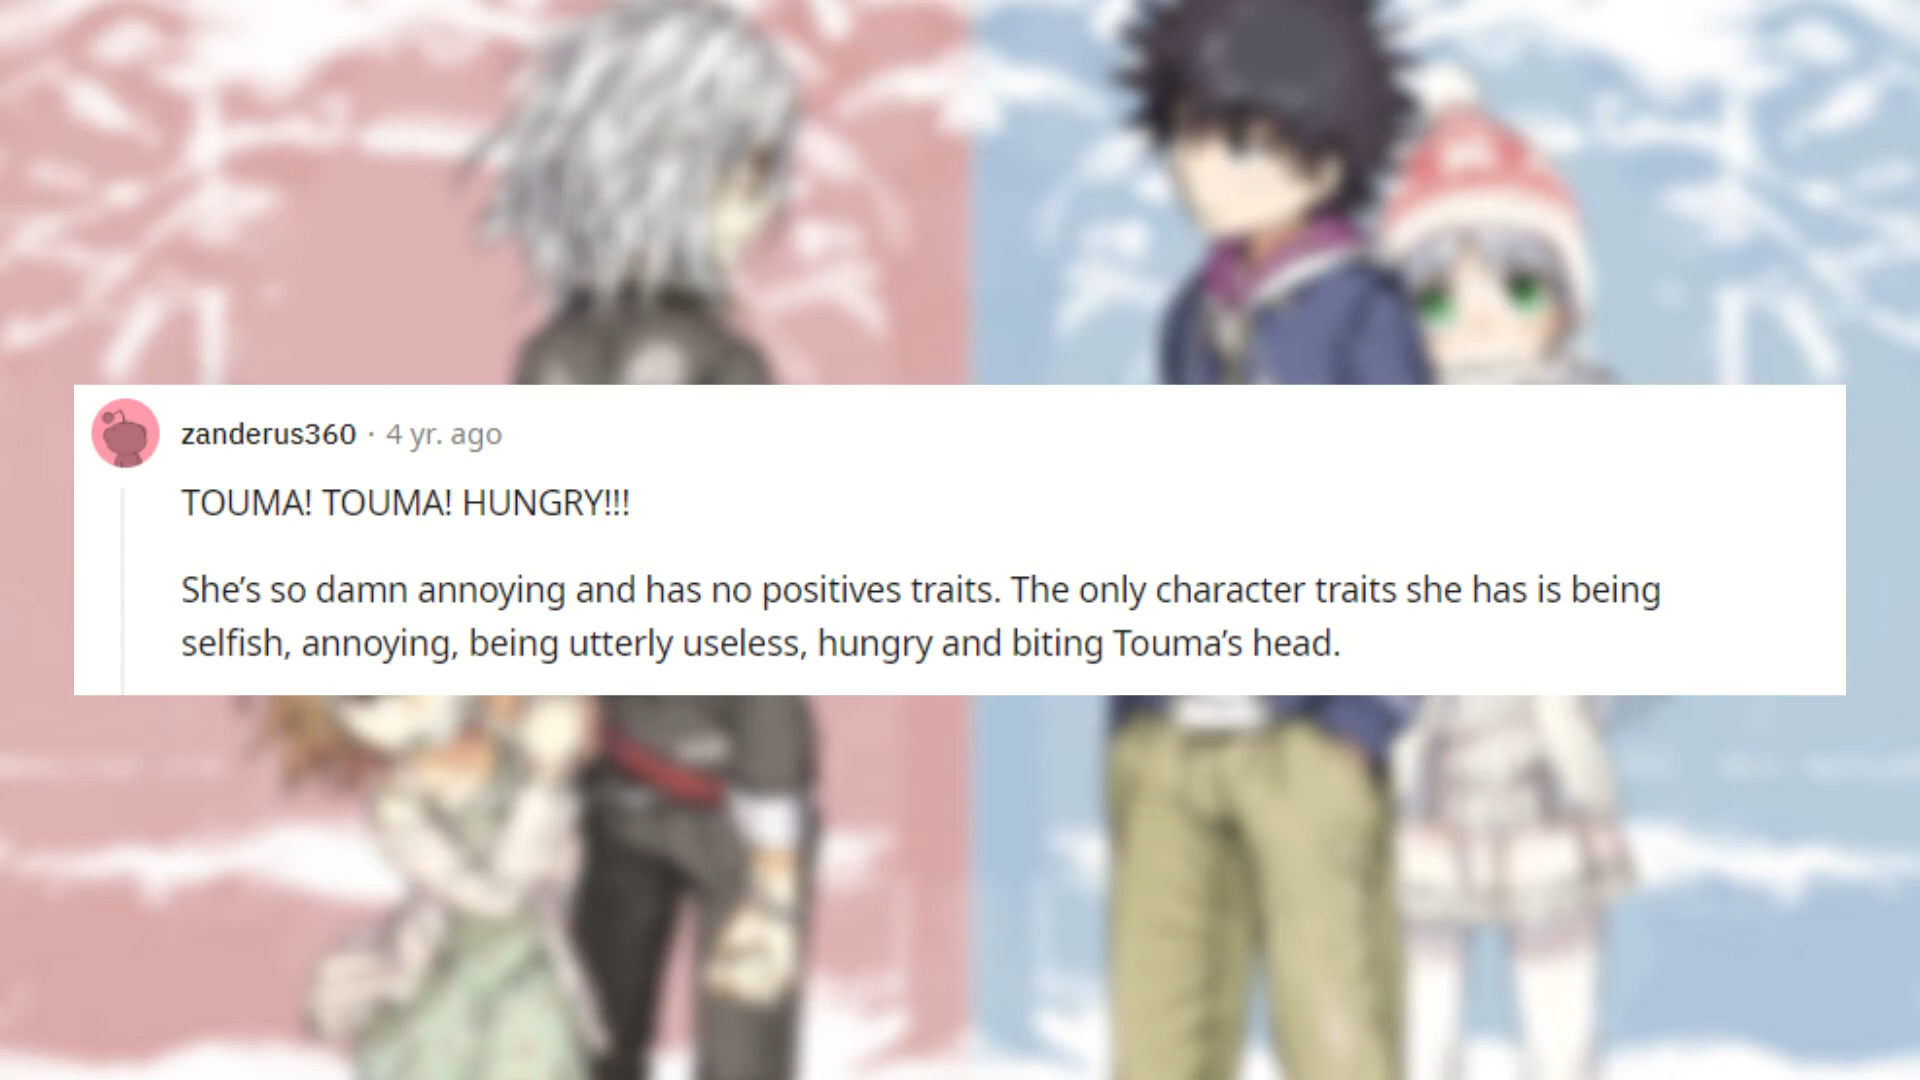 zanderus360 · 4 yr. ago
TOUMA! TOUMA! HUNGRY!!!
She’s so damn annoying and has no positives traits. The only character traits she has is being
selfish, annoying, being utterly useless, hungry and biting Touma’s head.